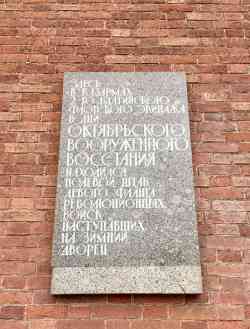 ЗДЕСЬ
В КАЗАРМАХ
2-ГО БАЛТИЙСКОГО
ФЛОТСКОГО ЭКИПАЖА
В ДНИ
ОКТЯБРЬСКОГО
ВООРУЖЕННОГО
ВОССТАНИЯ
НАХОДИЛСЯ
ПОЛЕВОЙ ШТАБ
ЛЕВОГО ФЛАНГА
РЕВОЛЮЦИОННЫХ
ВОЙСК
НАСТУПАВШИХ
НА ЗИМНИЙ
ДВОРЕЦ